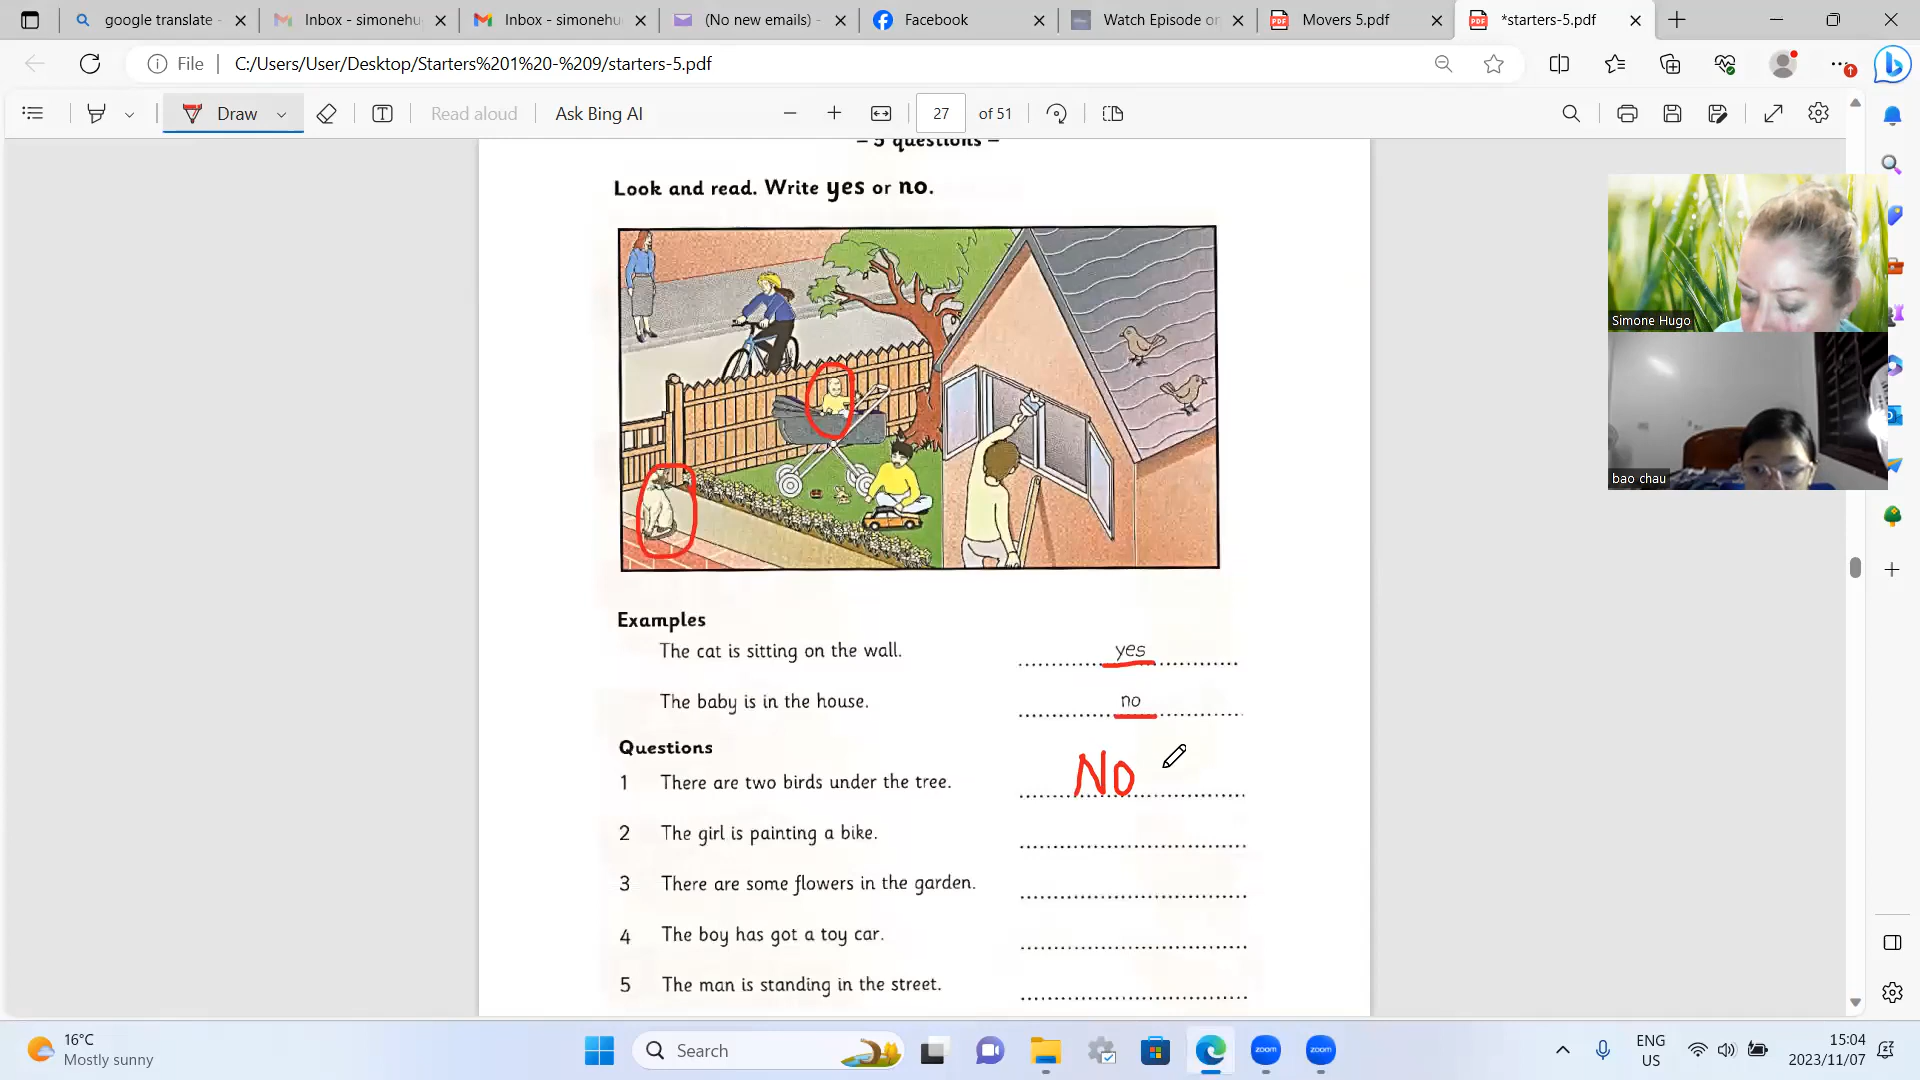 google translate -
Inbox - simonehu
Inbox - simonehu
(No new emails) -
Facebook
Watch Episode on
Movers 5.pdf
*starters-5.pdf
File
C:/Users/User/Desktop/Starters%201%20-%209/starters-5.pdf
Draw
Read aloud
Ask Bing AI
27 of 51
– 5 questions –
Look and read. Write yes or no.
Simone Hugo
bao chau
Examples
The cat is sitting on the wall. yes
The baby is in the house. no
Questions
1 There are two birds under the tree. NO
2 The girl is painting a bike.
3 There are some flowers in the garden.
4 The boy has got a toy car.
5 The man is standing in the street.
16°C
Mostly sunny
Search
zoom
zoom
ENG
US
15:04
2023/11/07